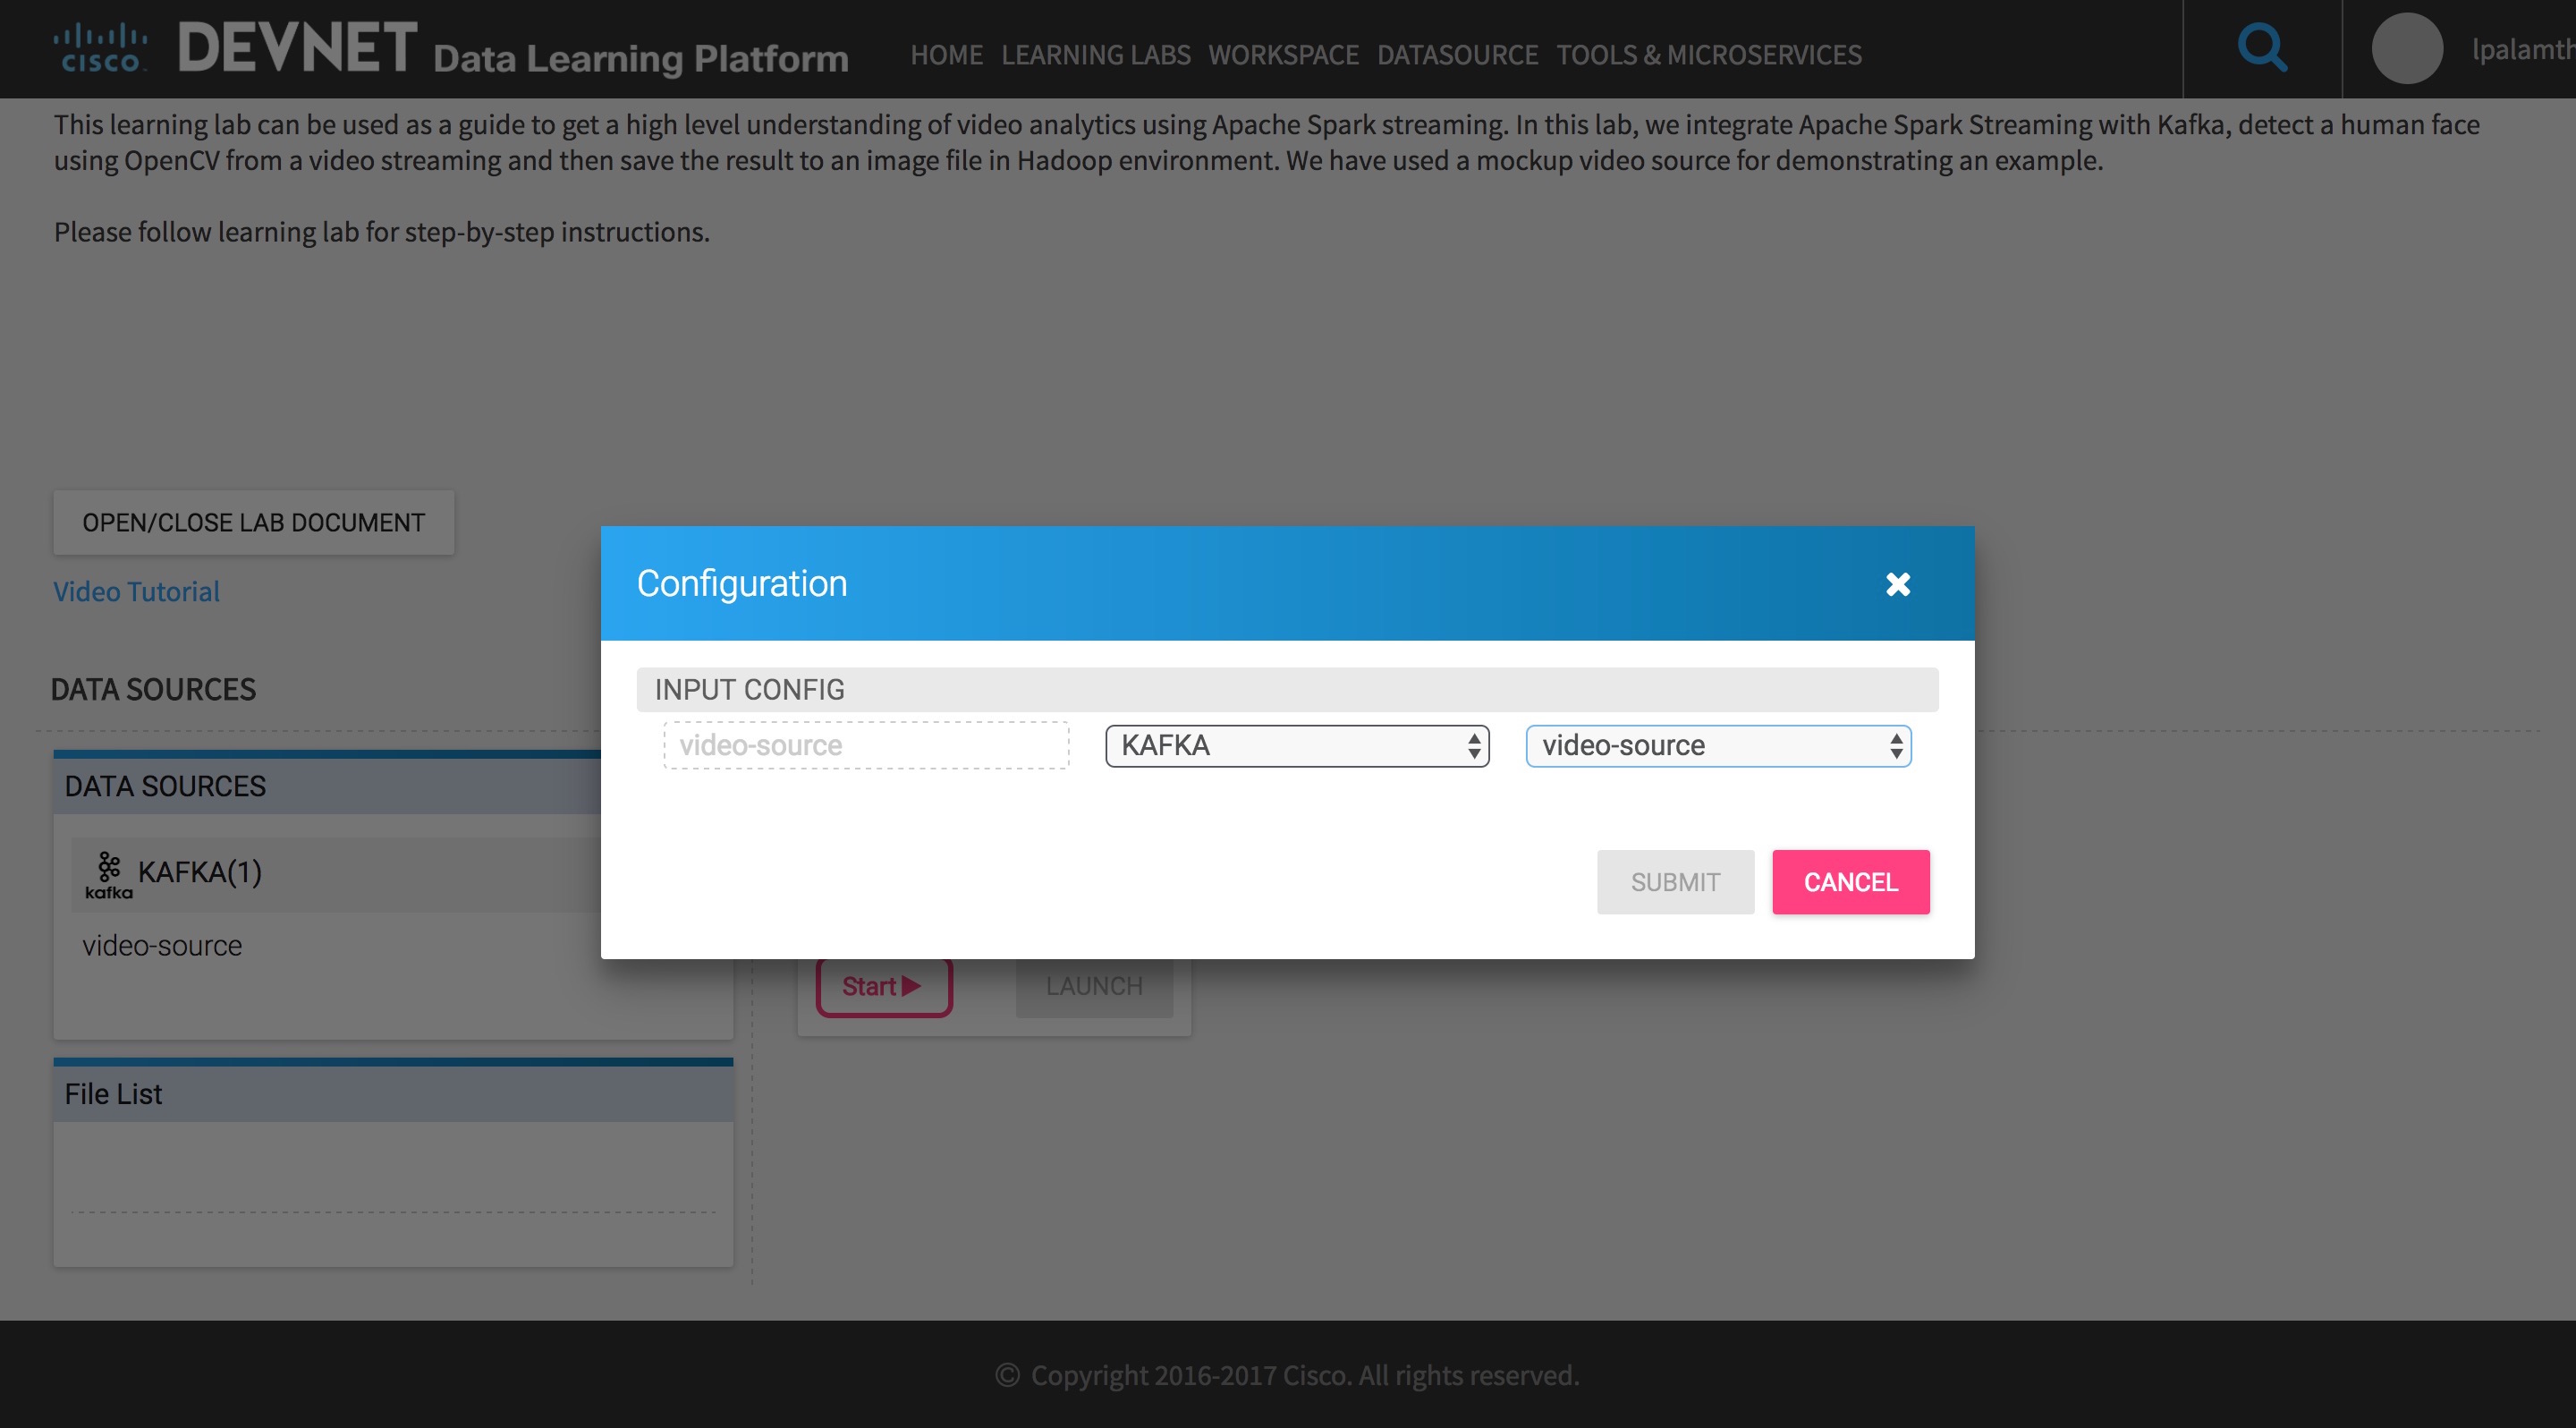 CISCO
DEVNET Data Learning Platform
HOME LEARNING LABS WORKSPACE DATASOURCE TOOLS & MICROSERVICES
lpalamth
This learning lab can be used as a guide to get a high level understanding of video analytics using Apache Spark streaming. In this lab, we integrate Apache Spark Streaming with Kafka, detect a human face
using OpenCV from a video streaming and then save the result to an image file in Hadoop environment. We have used a mockup video source for demonstrating an example.
Please follow learning lab for step-by-step instructions.
OPEN/CLOSE LAB DOCUMENT
Video Tutorial
DATA SOURCES
DATA SOURCES
kafka KAFKA(1)
video-source
File List
Configuration
INPUT CONFIG
video-source KAFKA video-source
SUBMIT CANCEL
Start LAUNCH
© Copyright 2016-2017 Cisco. All rights reserved.